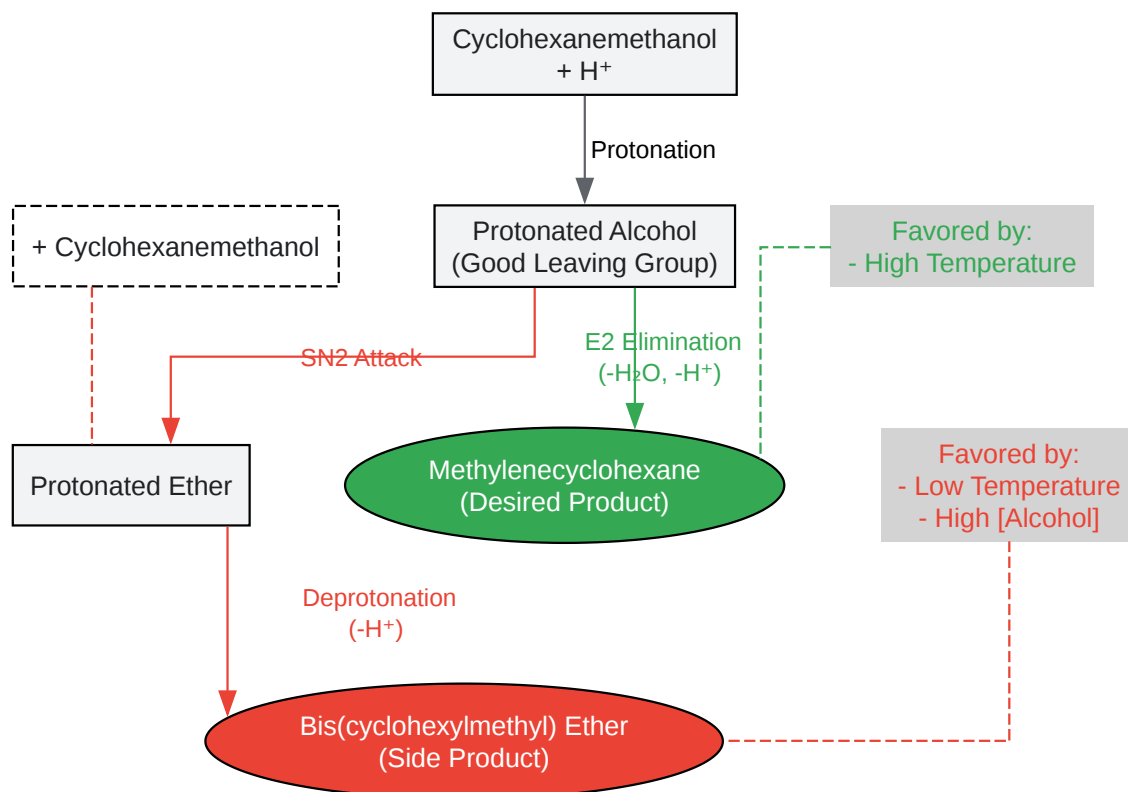 Cyclohexanemethanol
+ H⁺
Protonation
+ Cyclohexanemethanol
Protonated Alcohol
(Good Leaving Group)
Favored by:
- High Temperature
SN2 Attack
E2 Elimination
(-H₂O, -H⁺)
Protonated Ether
Methylenecyclohexane
(Desired Product)
Favored by:
- Low Temperature
- High [Alcohol]
Deprotonation
(-H⁺)
Bis(cyclohexylmethyl) Ether
(Side Product)